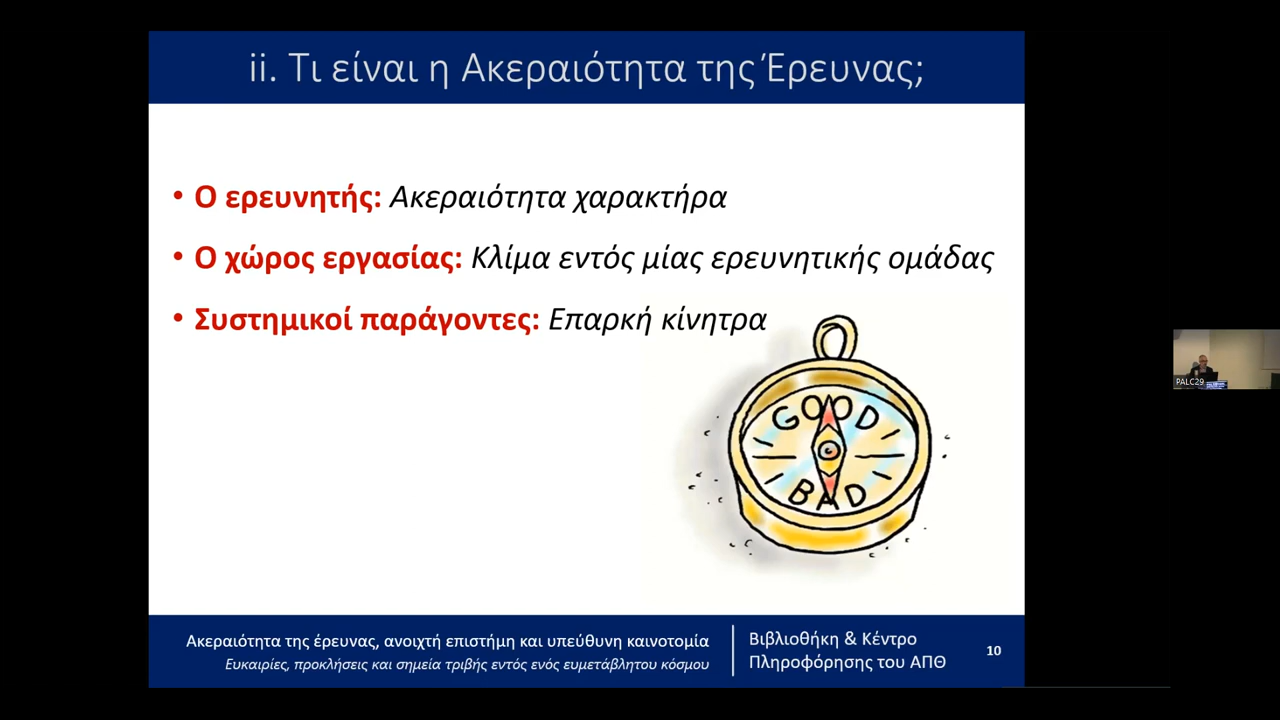 ii. Τι είναι η Ακεραιότητα της Έρευνας;
• Ο ερευνητής: Ακεραιότητα χαρακτήρα
• Ο χώρος εργασίας: Κλίμα εντός μίας ερευνητικής ομάδας
• Συστημικοί παράγοντες: Επαρκή κίνητρα
GOOD
BAD
PALC29
Ακεραιότητα της έρευνας, ανοιχτή επιστήμη και υπεύθυνη καινοτομία
Ευκαιρίες, προκλήσεις και σημεία τριβής εντός ενός ευμετάβλητου κόσμου
Βιβλιοθήκη & Κέντρο
Πληροφόρησης του ΑΠΘ
10